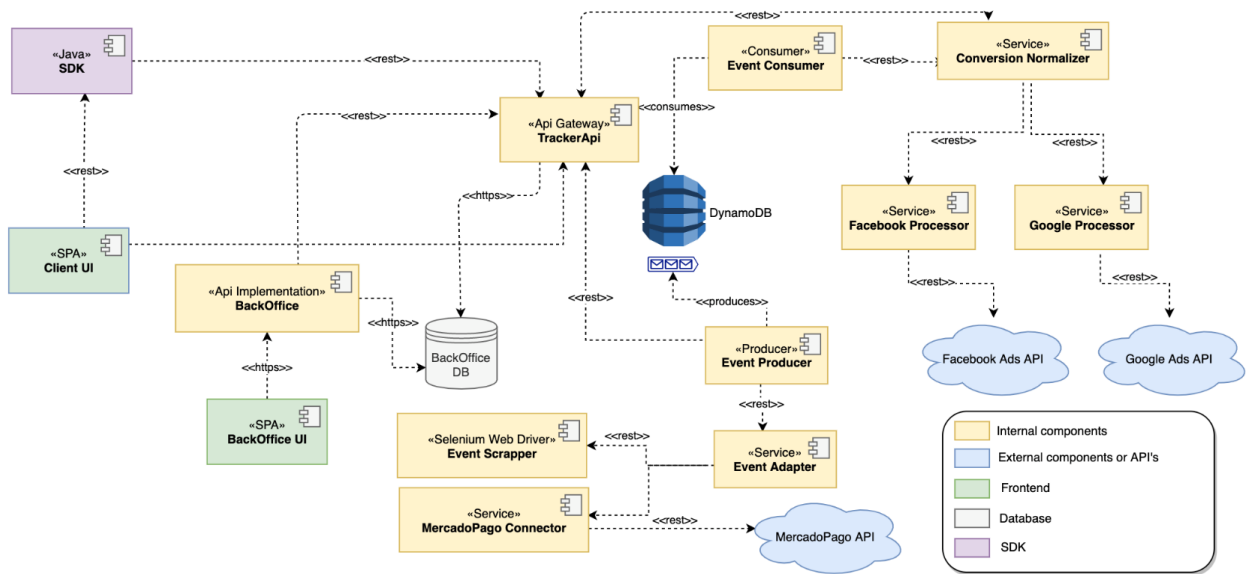 <<rest>>
«Java»
SDK
<<rest>>
«Consumer»
Event Consumer
<<rest>>
«Service»
Conversion Normalizer
<<rest>>
«Api Gateway»
TrackerApi
<<consumes>>
<<rest>>
<<rest>>
<<rest>>
<<rest>>
<<https>>
DynamoDB
«Service»
Facebook Processor
«Service»
Google Processor
«SPA»
Client UI
«Api Implementation»
BackOffice
<<rest>>
<<produces>>
<<rest>>
<<rest>>
<<https>>
BackOffice
DB
«Producer»
Event Producer
Facebook Ads API
Google Ads API
<<https>>
<<rest>>
«SPA»
BackOffice UI
«Selenium Web Driver»
Event Scrapper
<<rest>>
«Service»
Event Adapter
«Service»
MercadoPago Connector
<<rest>>
MercadoPago API
Internal components
External components or API's
Frontend
Database
SDK